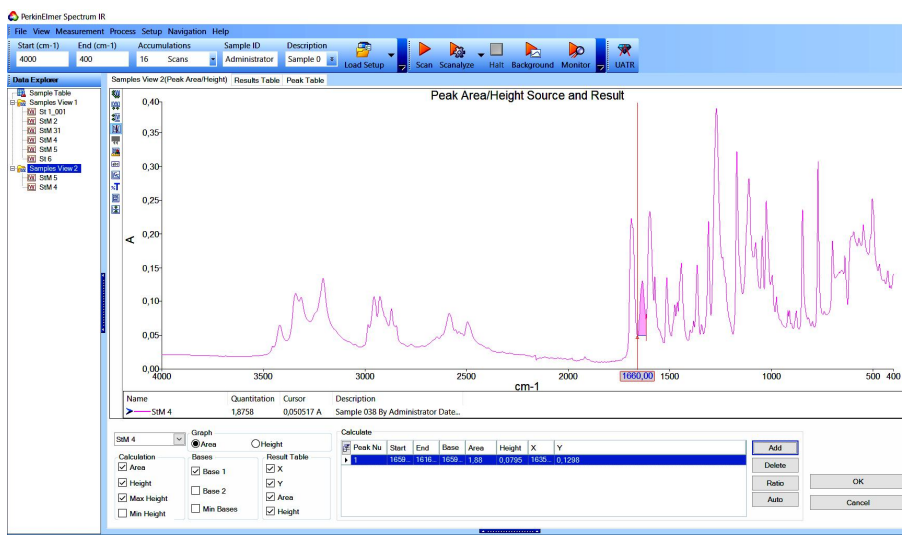 PerkinElmer Spectrum IR
File View Measurement Process Setup Navigation Help
Start (cm-1) End (cm-1) Accumulations Sample ID Description
4000 400 16 Scans Administrator Sample 0
Load Setup Scan Scanalyze Halt Background Monitor UATR
Data Explorer
Sample Table
Samples View 1
St 1_001
StM 2
StM 31
StM 4
StM 5
St 6
Samples View 2
StM 5
StM 4
Samples View 2(Peak Area/Height) Results Table Peak Table
Peak Area/Height Source and Result
0,40
0,35
0,30
0,25
0,20
0,15
0,10
0,05
0,00
A
4000 3500 3000 2500 2000 1660,00 1500 1000 500 400
cm-1
Name Quantitation Cursor Description
StM 4 1,8758 0,050517 A Sample 038 By Administrator Date...
StM 4
Graph
Area Height
Calculation
Area
Height
Max Height
Min Height
Bases
Base 1
Base 2
Min Bases
Result Table
X
Y
Area
Height
Calculate
Peak Nu Start End Base Area Height X Y
1 1659... 1616... 1659... 1,88 0,0795 1635... 0,1298
Add
Delete
Ratio
Auto
OK
Cancel